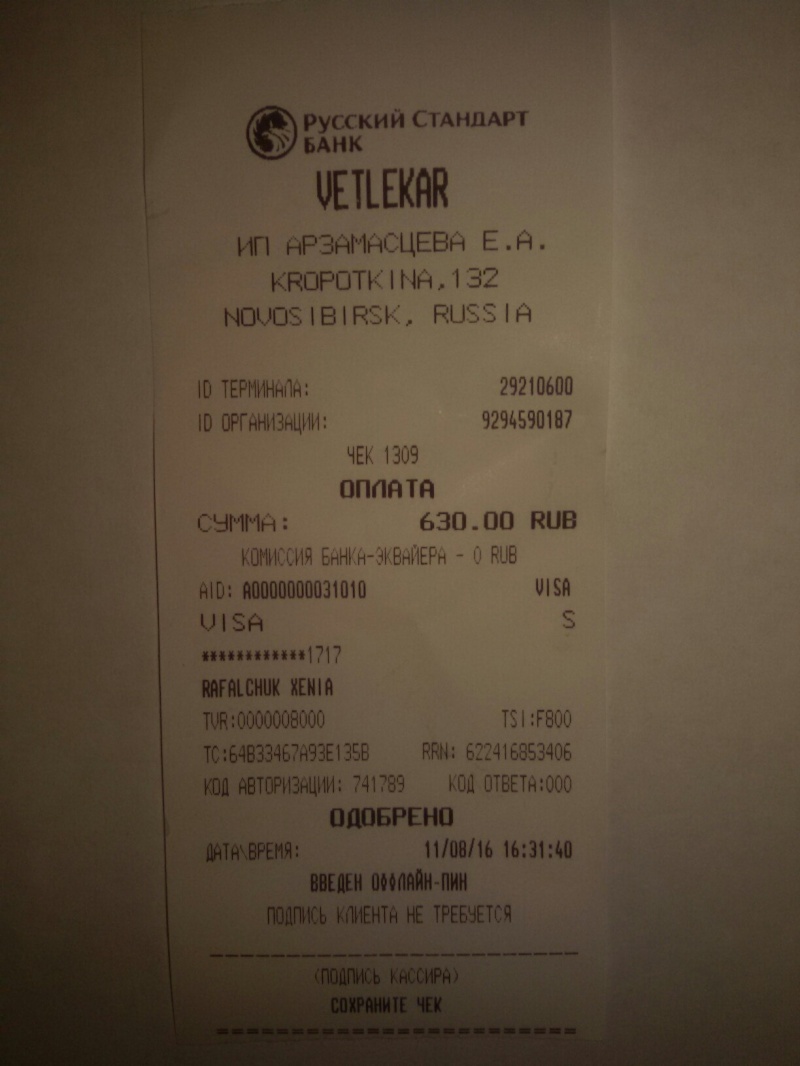 Русский Стандарт
Банк
VETLEKAR
ИП АРЗАМАСЦЕВА Е.А.
KROPOTKINA,132
NOVOSIBIRSK, RUSSIA
ID ТЕРМИНАЛА: 29210600
ID ОРГАНИЗАЦИИ: 9294590187
ЧЕК 1309
ОПЛАТА
СУММА: 630.00 RUB
КОМИССИЯ БАНКА-ЭКВАЙЕРА - 0 RUB
AID: A0000000031010 VISA
VISA S
************1717
RAFALCHUK XENIA
TVR:0000008000 TSI:F800
TC:64B33467A93E135B RRN: 622416853406
КОД АВТОРИЗАЦИИ: 741789 КОД ОТВЕТА:000
ОДОБРЕНО
ДАТА\ВРЕМЯ: 11/08/16 16:31:40
ВВЕДЕН ОФФЛАЙН-ПИН
ПОДПИСЬ КЛИЕНТА НЕ ТРЕБУЕТСЯ
(ПОДПИСЬ КАССИРА)
СОХРАНИТЕ ЧЕК